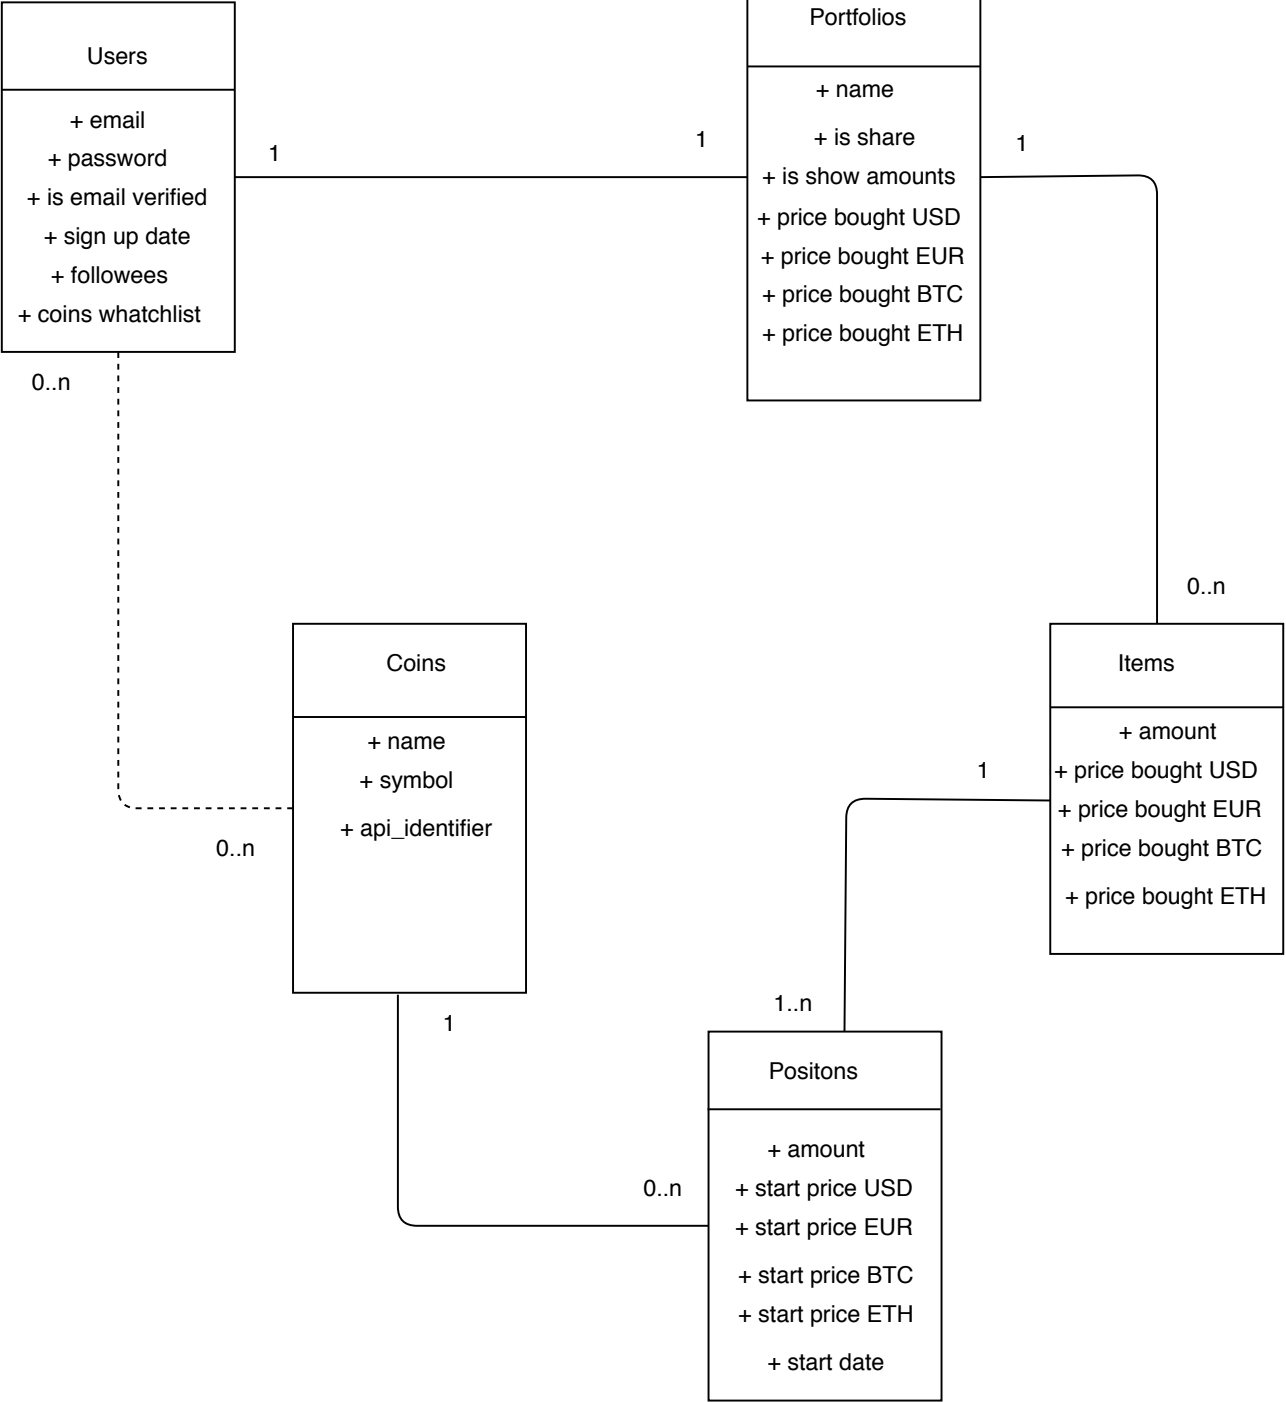 Users
+ email
+ password
+ is email verified
+ sign up date
+ followees
+ coins whatchlist
1
1
Portfolios
+ name
+ is share
+ is show amounts
+ price bought USD
+ price bought EUR
+ price bought BTC
+ price bought ETH
1
0..n
0..n
Coins
+ name
+ symbol
+ api_identifier
0..n
1
Items
+ amount
+ price bought USD
+ price bought EUR
+ price bought BTC
+ price bought ETH
1
1..n
0..n
Positons
+ amount
+ start price USD
+ start price EUR
+ start price BTC
+ start price ETH
+ start date